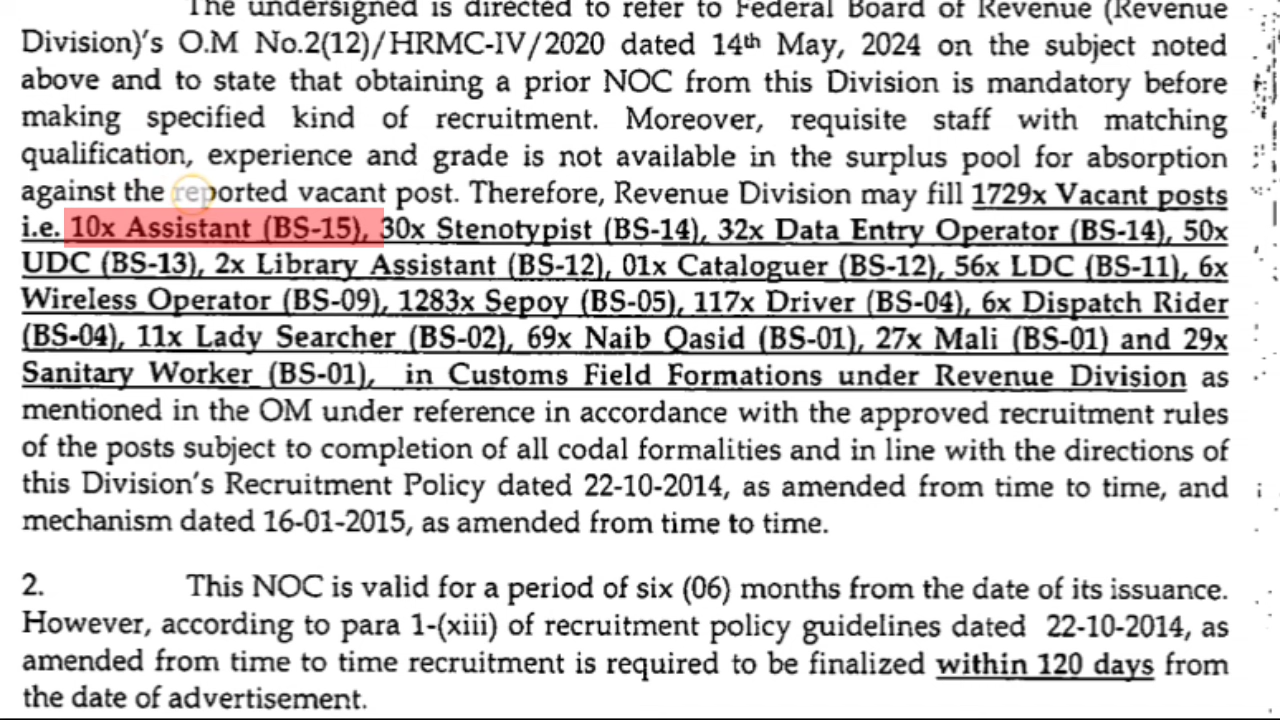 The undersigned is directed to refer to Federal Board of Revenue (Revenue
Division)'s O.M No.2(12)/HRMC-IV/2020 dated 14th May, 2024 on the subject noted
above and to state that obtaining a prior NOC from this Division is mandatory before
making specified kind of recruitment. Moreover, requisite staff with matching
qualification, experience and grade is not available in the surplus pool for absorption
against the reported vacant post. Therefore, Revenue Division may fill 1729x Vacant posts
i.e. 10x Assistant (BS-15), 30x Stenotypist (BS-14), 32x Data Entry Operator (BS-14), 50x
UDC (BS-13), 2x Library Assistant (BS-12), 01x Cataloguer (BS-12), 56x LDC (BS-11), 6x
Wireless Operator (BS-09), 1283x Sepoy (BS-05), 117x Driver (BS-04), 6x Dispatch Rider
(BS-04), 11x Lady Searcher (BS-02), 69x Naib Qasid (BS-01), 27x Mali (BS-01) and 29x
Sanitary Worker (BS-01), in Customs Field Formations under Revenue Division as
mentioned in the OM under reference in accordance with the approved recruitment rules
of the posts subject to completion of all codal formalities and in line with the directions of
this Division's Recruitment Policy dated 22-10-2014, as amended from time to time, and
mechanism dated 16-01-2015, as amended from time to time.
2. This NOC is valid for a period of six (06) months from the date of its issuance.
However, according to para 1-(xiii) of recruitment policy guidelines dated 22-10-2014, as
amended from time to time recruitment is required to be finalized within 120 days from
the date of advertisement.